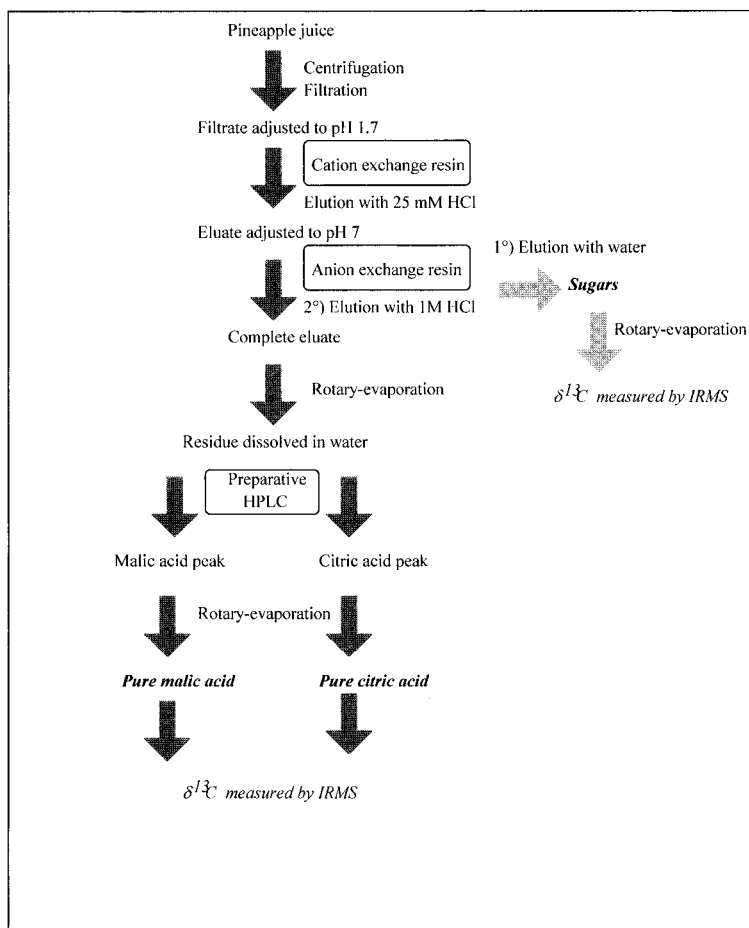 Pineapple juice
Centrifugation
Filtration
Filtrate adjusted to pH 1.7
Cation exchange resin
Elution with 25 mM HCl
Eluate adjusted to pH 7
1°) Elution with water
Anion exchange resin
Sugars
2°) Elution with 1M HCl
Rotary-evaporation
Complete eluate
Rotary-evaporation
δ¹³C measured by IRMS
Residue dissolved in water
Preparative
HPLC
Malic acid peak
Citric acid peak
Rotary-evaporation
Pure malic acid
Pure citric acid
δ¹³C measured by IRMS